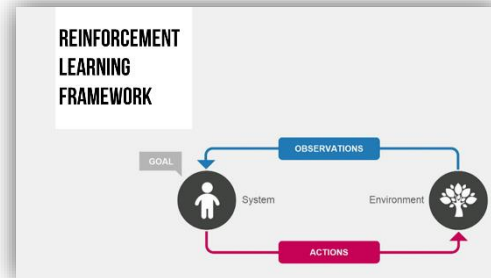 REINFORCEMENT
LEARNING
FRAMEWORK
OBSERVATIONS
GOAL
System
Environment
ACTIONS